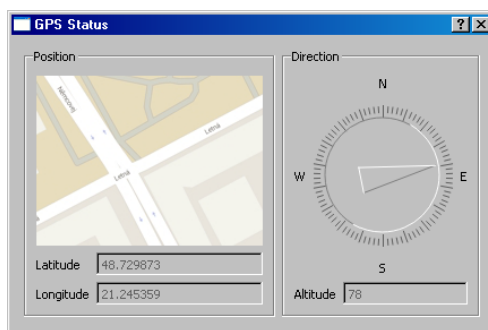 GPS Status
Position
Němcovej
Letná
Letná
Latitude 48.729873
Longitude 21.245359
Direction
N
W
E
S
Altitude 78